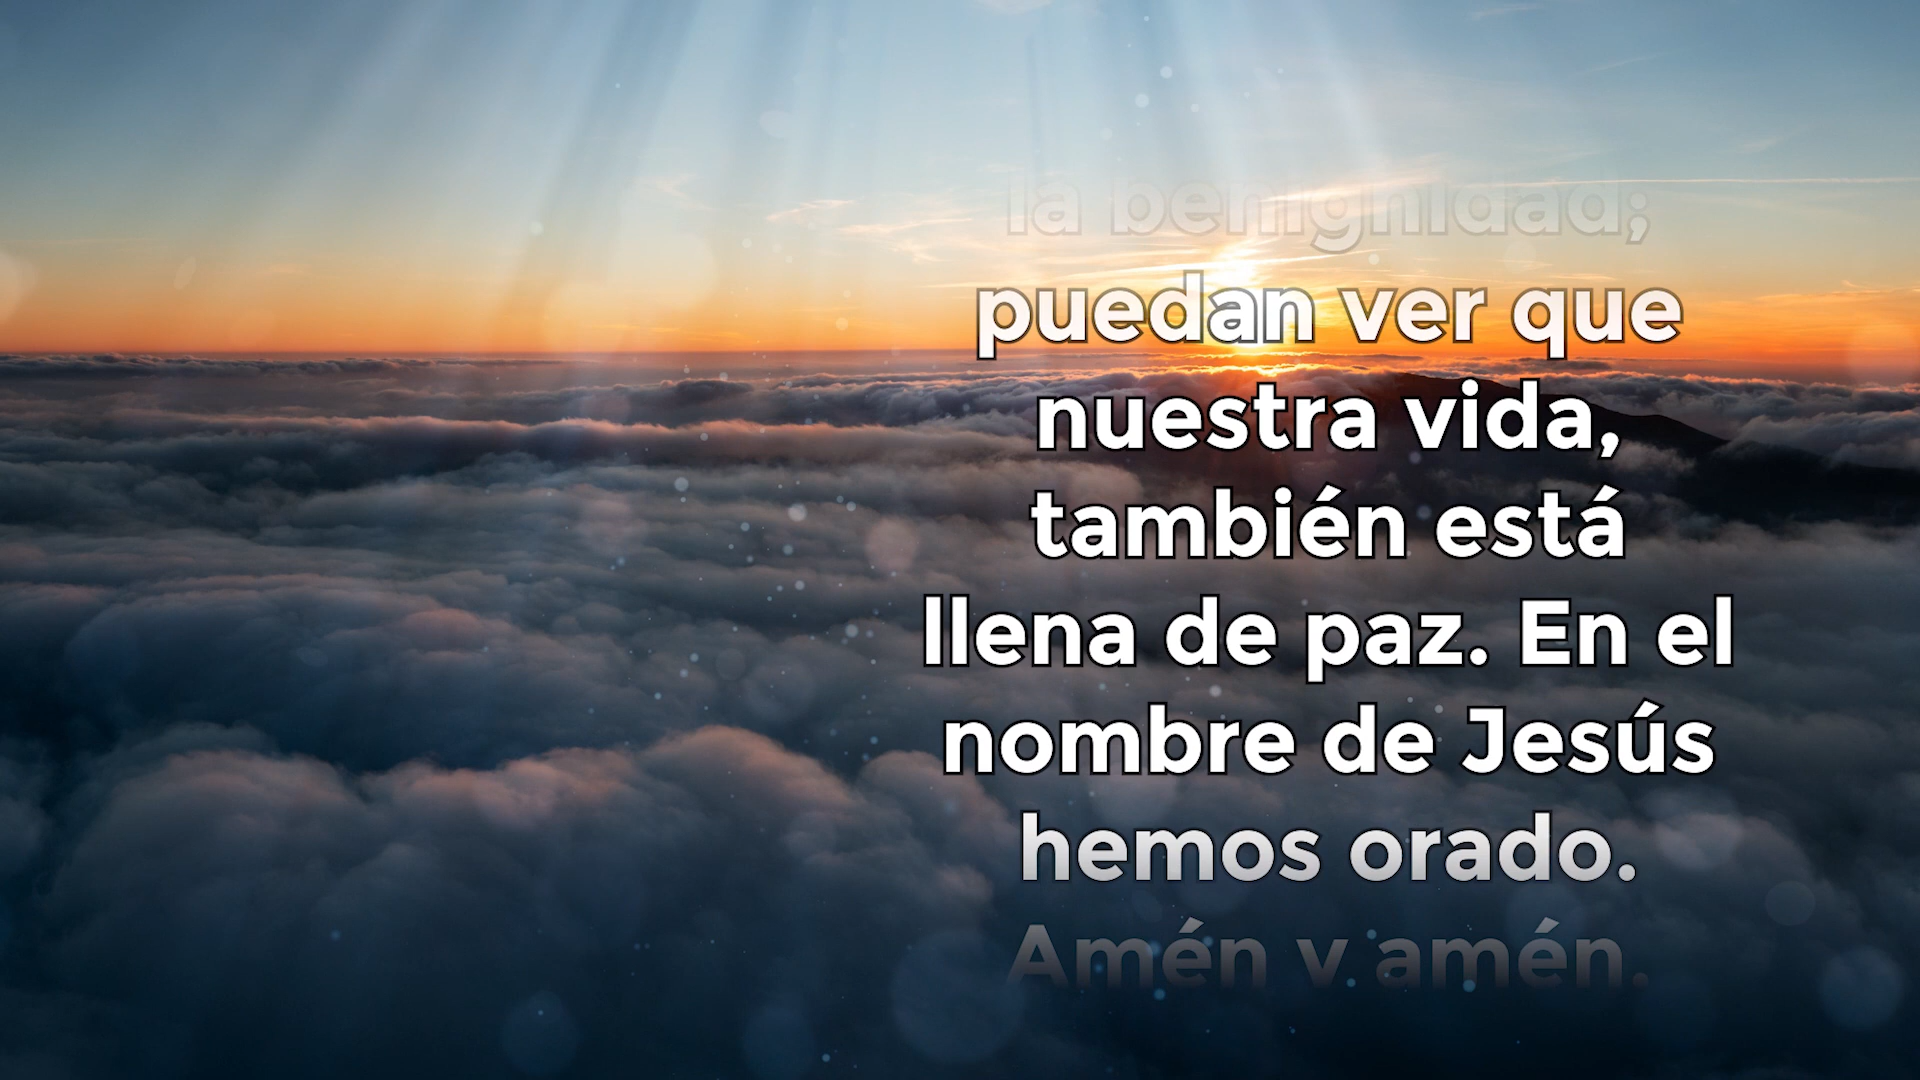 la benignidad;
puedan ver que
nuestra vida,
también está
llena de paz. En el
nombre de Jesús
hemos orado.
Amén y amén.